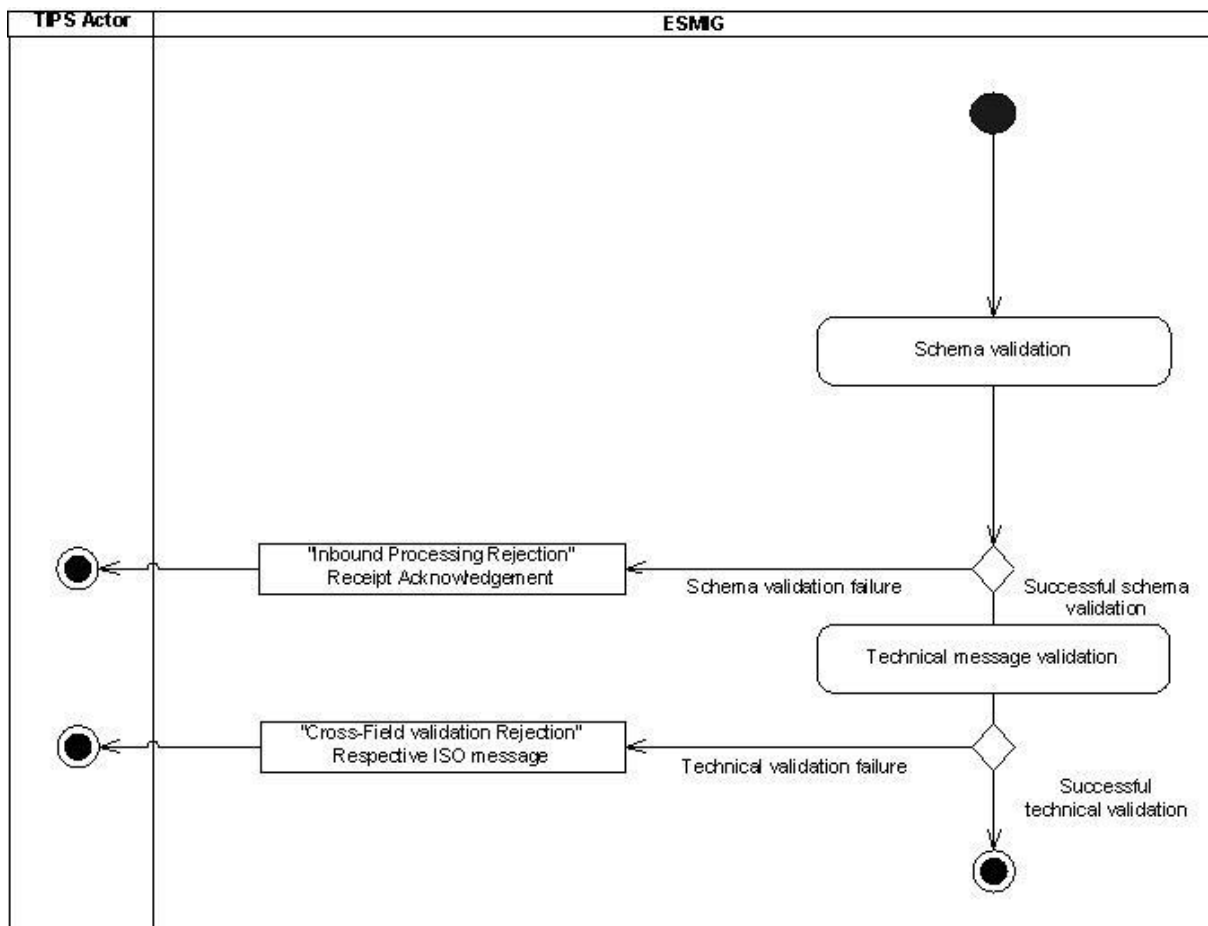 TIPS Actor
ESMIG
Schema validation
"Inbound Processing Rejection"
Receipt Acknowledgement
Schema validation failure
Successful schema
validation
Technical message validation
"Cross-Field validation Rejection"
Respective ISO message
Technical validation failure
Successful
technical validation